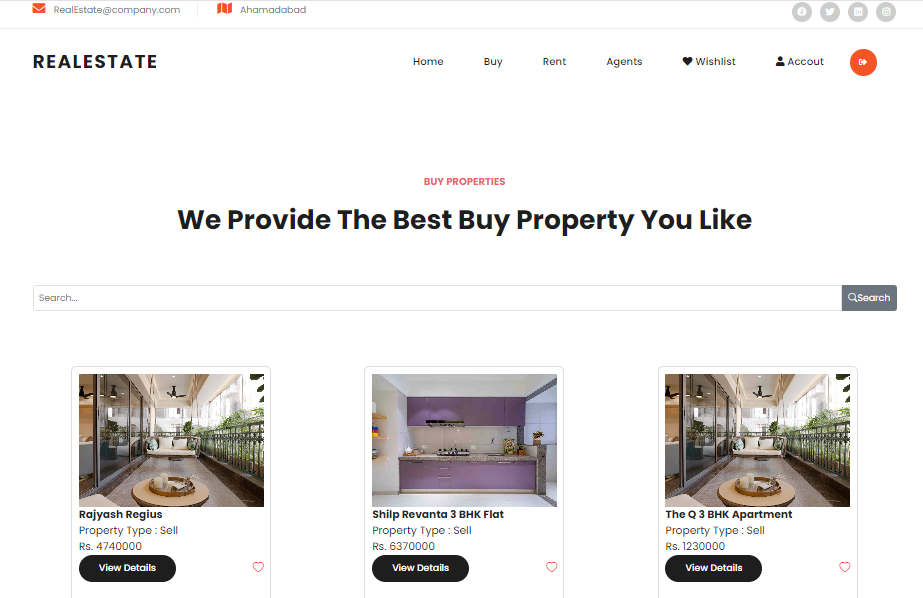 RealEstate@company.com Ahamadabad
REALESTATE Home Buy Rent Agents Wishlist Accout
BUY PROPERTIES
We Provide The Best Buy Property You Like
Search... Search
Rajyash Regius
Property Type : Sell
Rs. 4740000
View Details
Shilp Revanta 3 BHK Flat
Property Type : Sell
Rs. 6370000
View Details
The Q 3 BHK Apartment
Property Type : Sell
Rs. 1230000
View Details